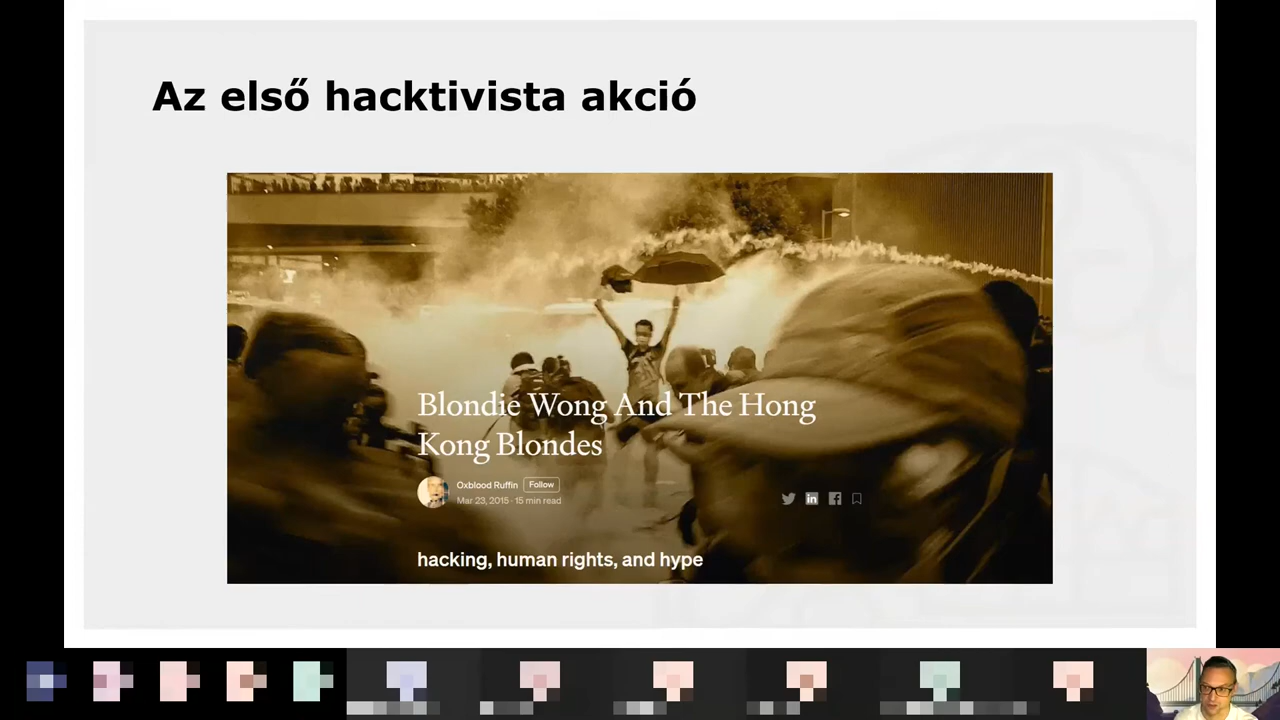 Az első hacktivista akció
Blondie Wong And The Hong
Kong Blondes
Oxblood Ruffin Follow
Mar 23, 2015 · 15 min read
hacking, human rights, and hype